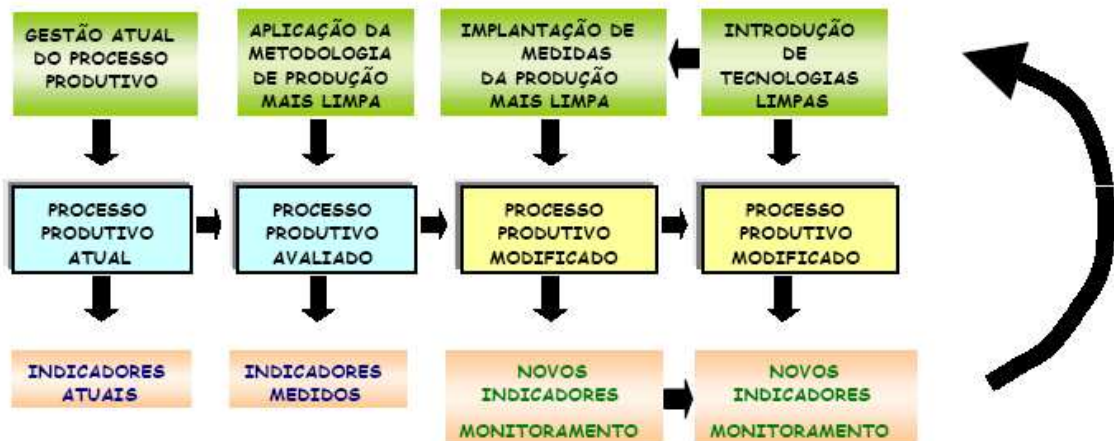 GESTÃO ATUAL
DO PROCESSO
PRODUTIVO
APLICAÇÃO DA
METODOLOGIA
DE PRODUÇÃO
MAIS LIMPA
IMPLANTAÇÃO DE
MEDIDAS
DA PRODUÇÃO
MAIS LIMPA
INTRODUÇÃO
DE
TECNOLOGIAS
LIMPAS
PROCESSO
PRODUTIVO
ATUAL
PROCESSO
PRODUTIVO
AVALIADO
PROCESSO
PRODUTIVO
MODIFICADO
PROCESSO
PRODUTIVO
MODIFICADO
INDICADORES
ATUAIS
INDICADORES
MEDIDOS
NOVOS
INDICADORES
MONITORAMENTO
NOVOS
INDICADORES
MONITORAMENTO